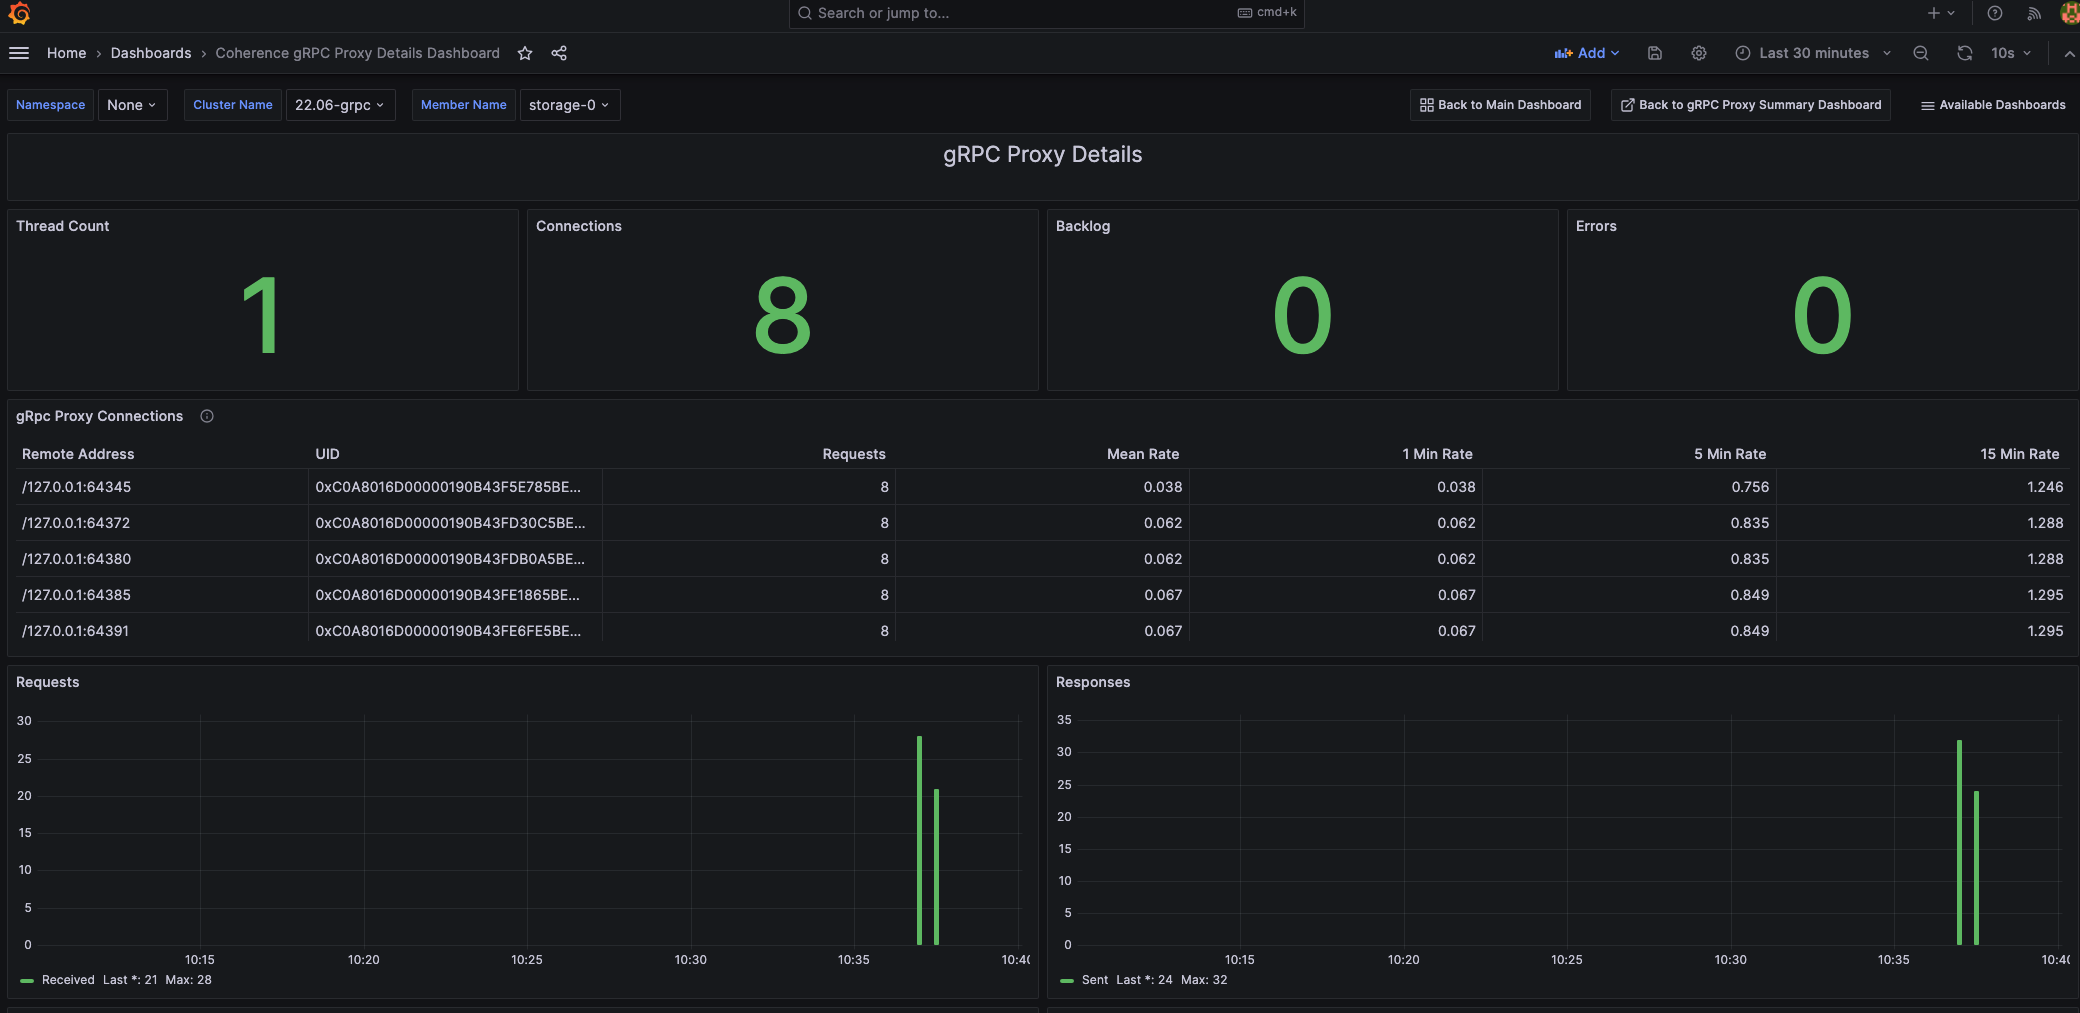 Search or jump to... cmd+k
Home › Dashboards › Coherence gRPC Proxy Details Dashboard Add Last 30 minutes 10s
Namespace None Cluster Name 22.06-grpc Member Name storage-0 Back to Main Dashboard Back to gRPC Proxy Summary Dashboard Available Dashboards
gRPC Proxy Details
Thread Count Connections Backlog Errors
1 8 0 0
gRpc Proxy Connections
Remote Address UID Requests Mean Rate 1 Min Rate 5 Min Rate 15 Min Rate
/127.0.0.1:64345 0xC0A8016D00000190B43F5E785BE... 8 0.038 0.038 0.756 1.246
/127.0.0.1:64372 0xC0A8016D00000190B43FD30C5BE... 8 0.062 0.062 0.835 1.288
/127.0.0.1:64380 0xC0A8016D00000190B43FDB0A5BE... 8 0.062 0.062 0.835 1.288
/127.0.0.1:64385 0xC0A8016D00000190B43FE1865BE... 8 0.067 0.067 0.849 1.295
/127.0.0.1:64391 0xC0A8016D00000190B43FE6FE5BE... 8 0.067 0.067 0.849 1.295
Requests
30
25
20
15
10
5
0
10:15 10:20 10:25 10:30 10:35 10:40
Received Last *: 21 Max: 28
Responses
35
30
25
20
15
10
5
0
10:15 10:20 10:25 10:30 10:35 10:40
Sent Last *: 24 Max: 32